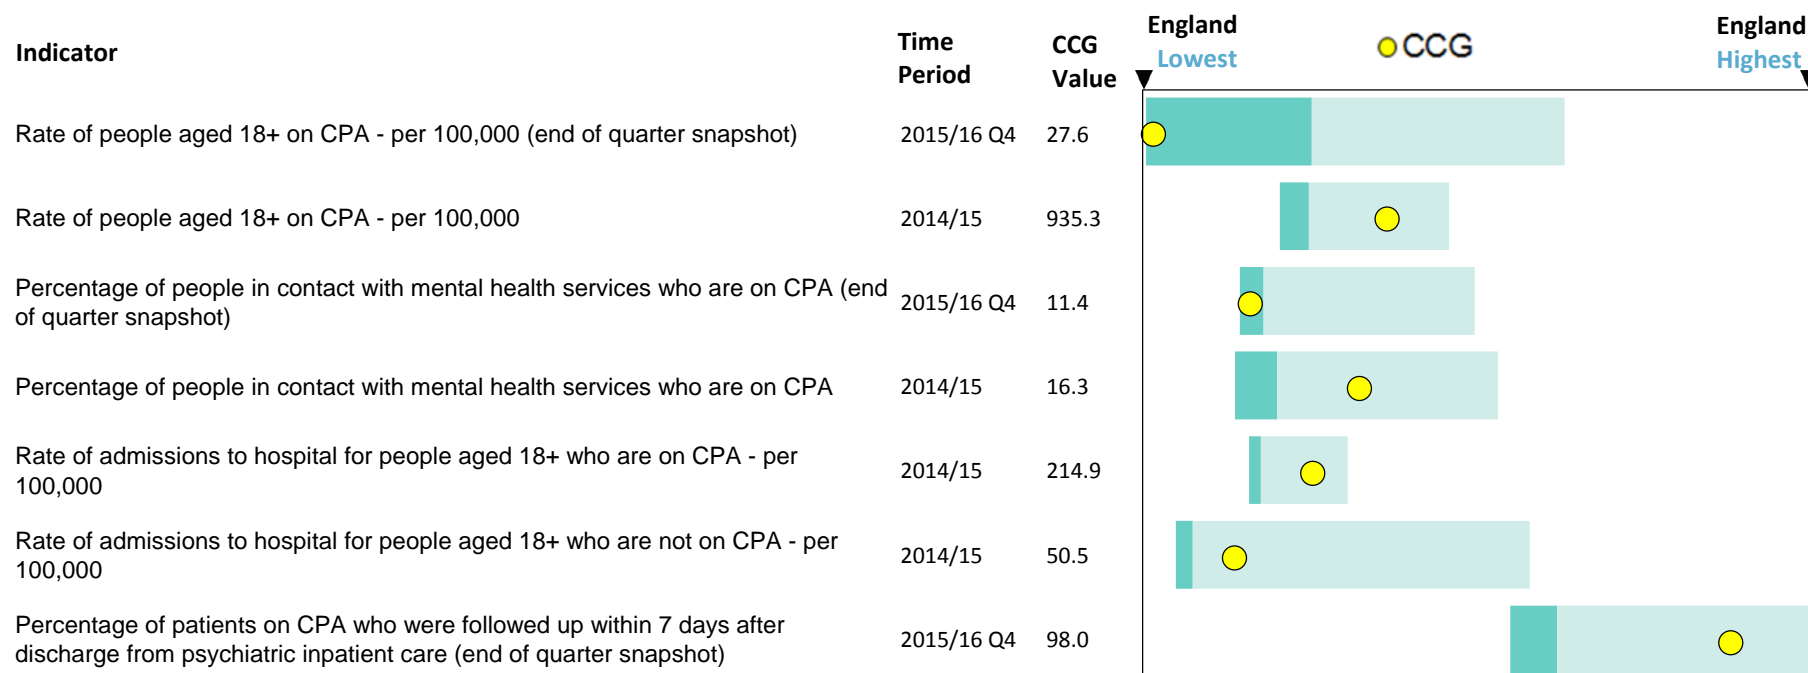 Indicator
Time
Period
CCG
Value
England
Lowest
CCG
England
Highest
Rate of people aged 18+ on CPA - per 100,000 (end of quarter snapshot)
2015/16 Q4
27.6
Rate of people aged 18+ on CPA - per 100,000
2014/15
935.3
Percentage of people in contact with mental health services who are on CPA (end
of quarter snapshot)
2015/16 Q4
11.4
Percentage of people in contact with mental health services who are on CPA
2014/15
16.3
Rate of admissions to hospital for people aged 18+ who are on CPA - per
100,000
2014/15
214.9
Rate of admissions to hospital for people aged 18+ who are not on CPA - per
100,000
2014/15
50.5
Percentage of patients on CPA who were followed up within 7 days after
discharge from psychiatric inpatient care (end of quarter snapshot)
2015/16 Q4
98.0